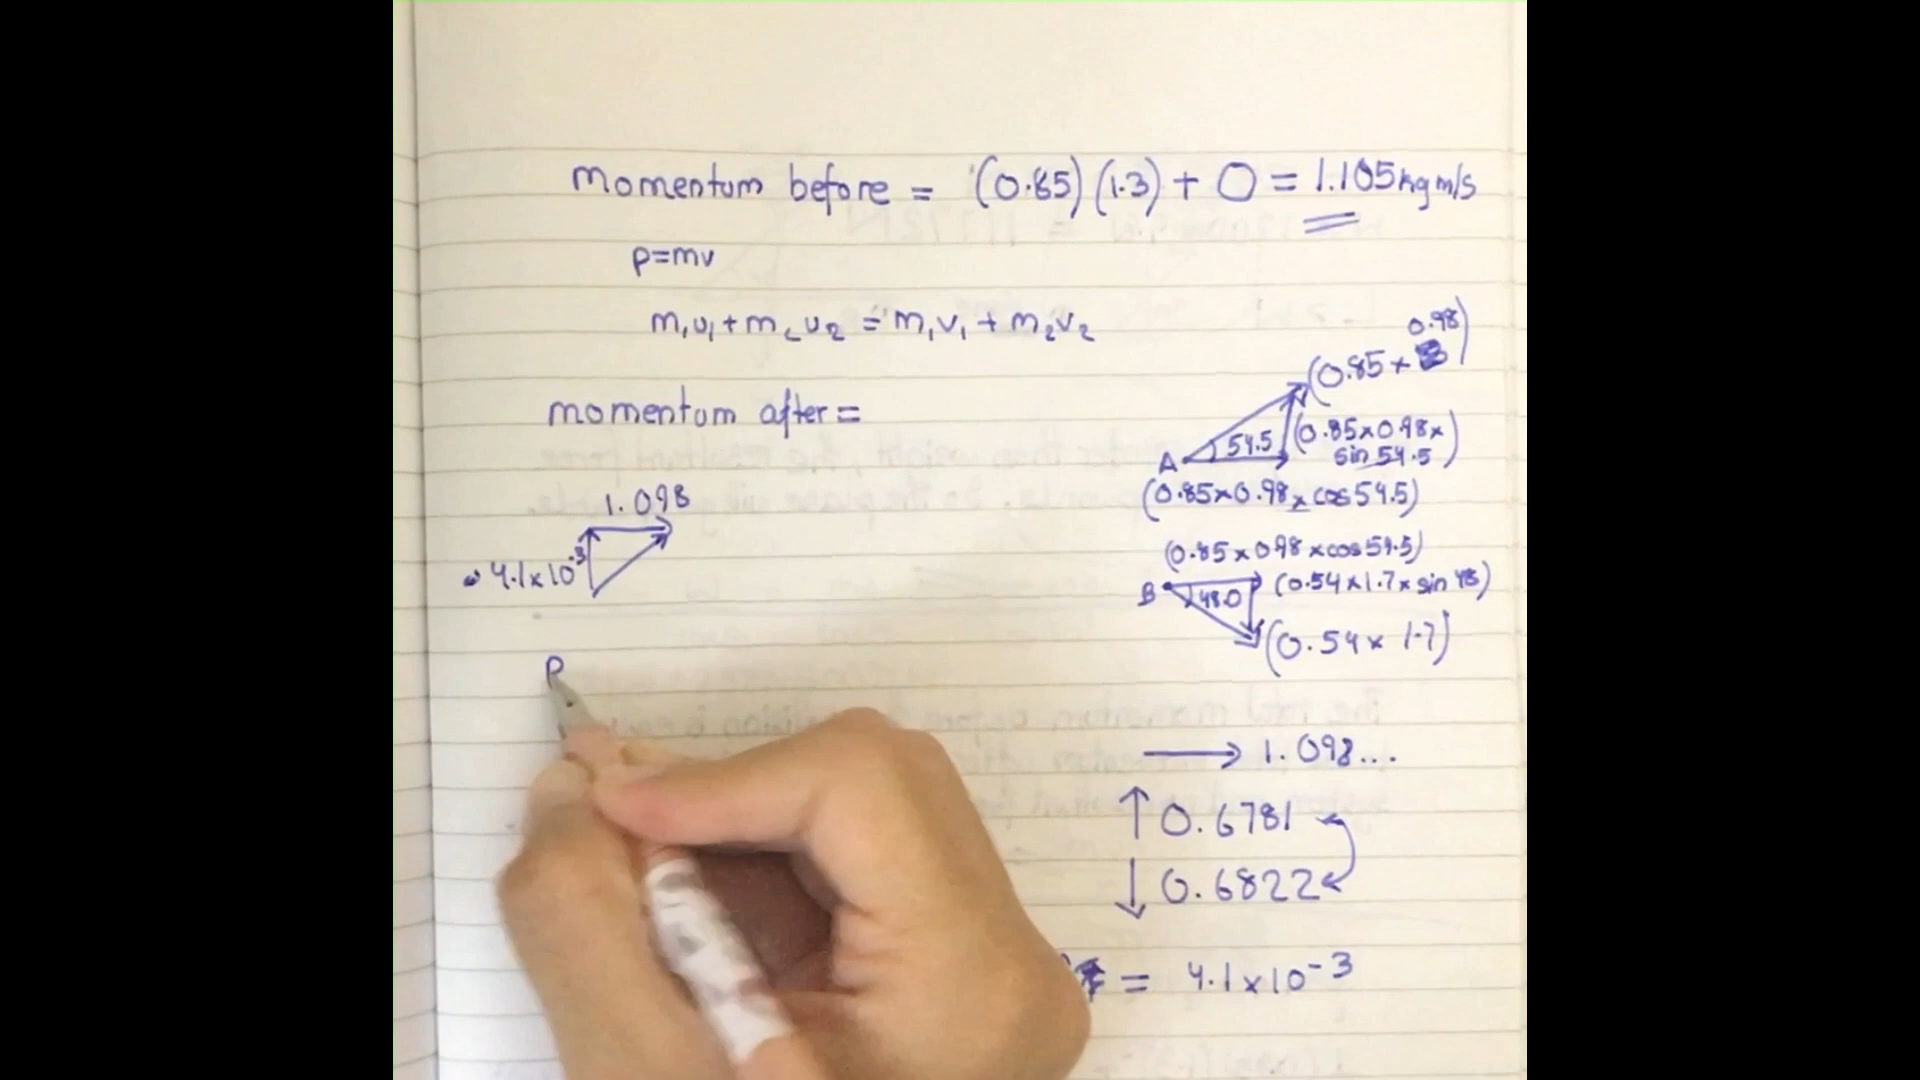 momentum before = (0.85)(1.3) + 0 = 1.105 kg m/s
p=mv
m₁u₁ + m₂u₂ = m₁v₁ + m₂v₂
(0.85 × 0.98)
momentum after =
A 54.5 (0.85×0.98× sin 54.5)
(0.85×0.98 × cos 54.5)
1.098
4.1×10⁻³
(0.85 × 0.98 × cos 54.5)
B 48.0 (0.54 × 1.7 × sin 48)
(0.54 × 1.7)
P
→ 1.098...
↑ 0.6781
↓ 0.6822
= 4.1×10⁻³